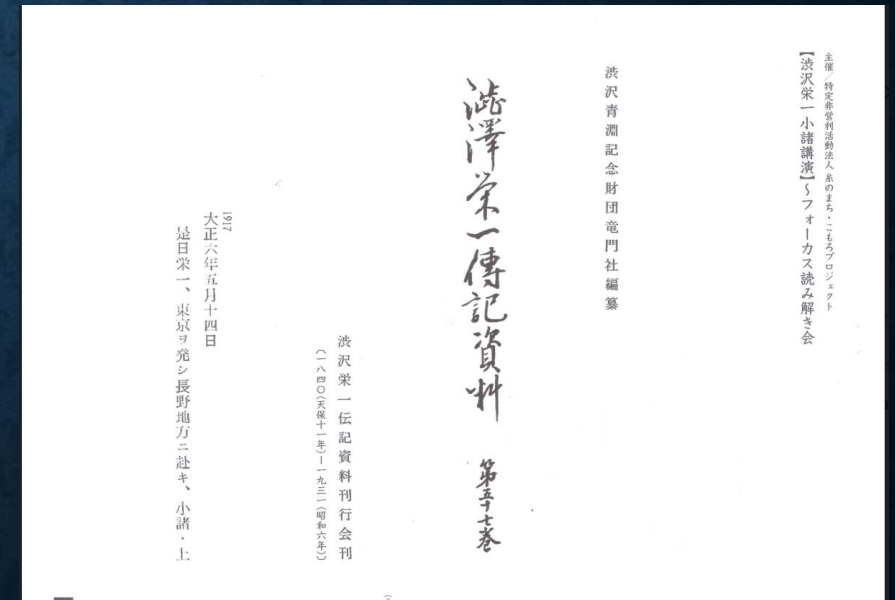 主催／特定非営利活動法人 糸のまち・こもろプロジェクト
【渋沢栄一小諸講演】～フォーカス読み解き会
渋沢青淵記念財団竜門社編纂
澁澤栄一傳記資料 第五十七巻
渋沢栄一伝記資料刊行会刊
（一八四〇（天保十一年）ー一九三一（昭和六年））
1917
大正六年五月十四日
是日栄一、東京ヲ発シ長野地方ニ赴キ、小諸・上